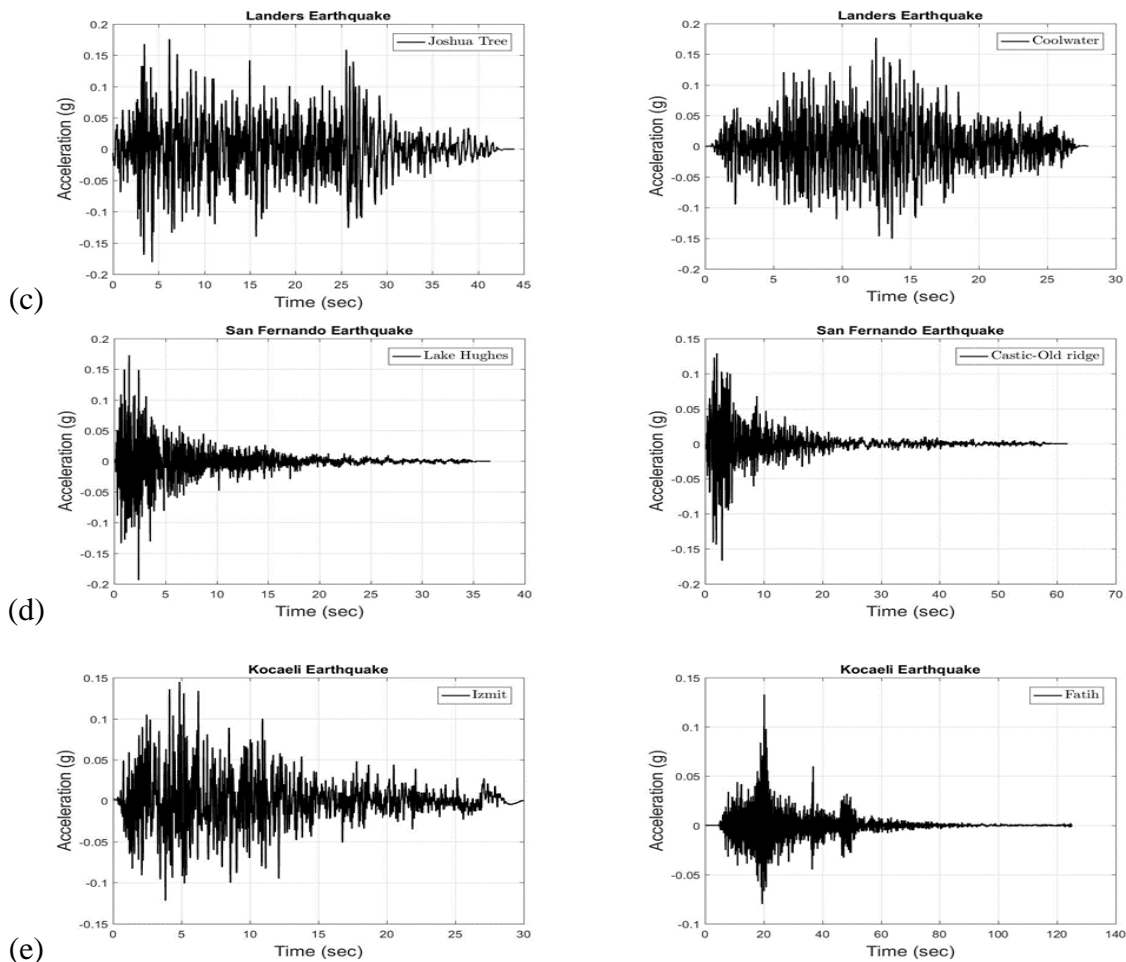 Landers Earthquake
Joshua Tree
Acceleration (g)
0.2
0.15
0.1
0.05
0
-0.05
-0.1
-0.15
-0.2
0 5 10 15 20 25 30 35 40 45
Time (sec)
Landers Earthquake
Coolwater
Acceleration (g)
0.2
0.15
0.1
0.05
0
-0.05
-0.1
-0.15
-0.2
0 5 10 15 20 25 30
Time (sec)
(c)
San Fernando Earthquake
Lake Hughes
Acceleration (g)
0.2
0.15
0.1
0.05
0
-0.05
-0.1
-0.15
-0.2
0 5 10 15 20 25 30 35 40
Time (sec)
San Fernando Earthquake
Castic-Old ridge
Acceleration (g)
0.15
0.1
0.05
0
-0.05
-0.1
-0.15
-0.2
0 10 20 30 40 50 60 70
Time (sec)
(d)
Kocaeli Earthquake
Izmit
Acceleration (g)
0.15
0.1
0.05
0
-0.05
-0.1
-0.15
0 5 10 15 20 25 30
Time (sec)
Kocaeli Earthquake
Fatih
Acceleration (g)
0.15
0.1
0.05
0
-0.05
-0.1
0 20 40 60 80 100 120 140
Time (sec)
(e)